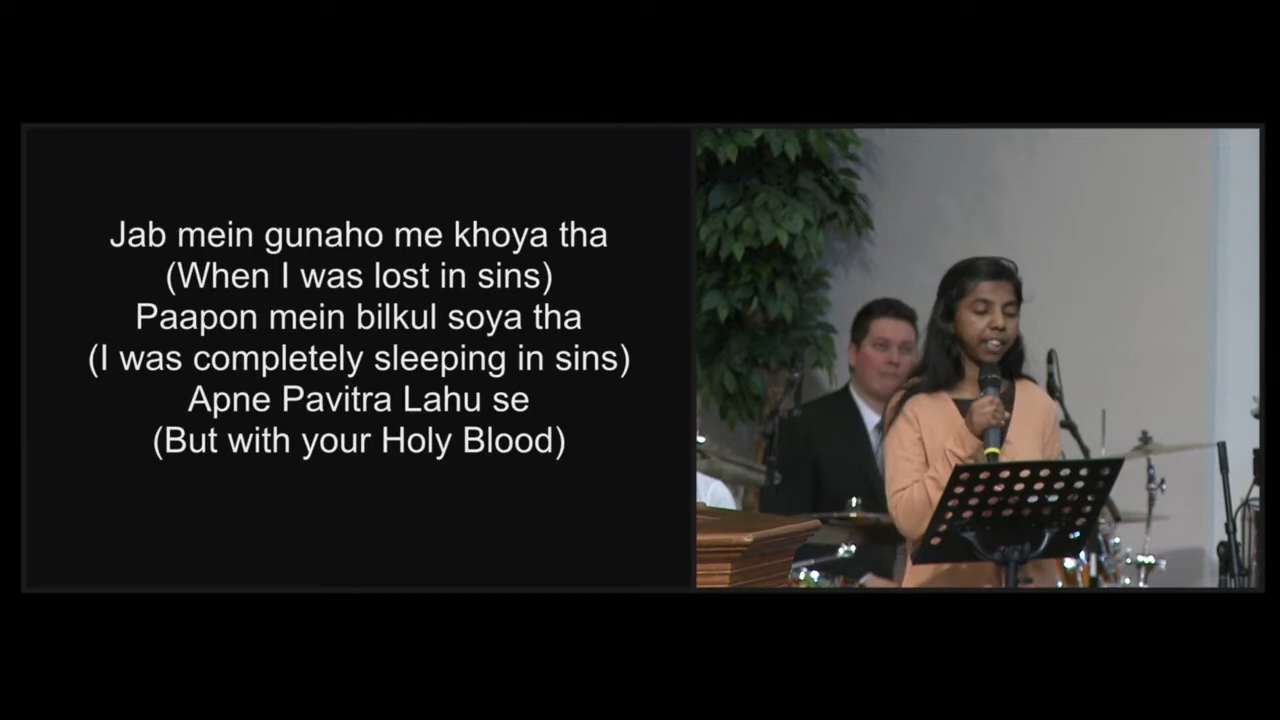 Jab mein gunaho me khoya tha
(When I was lost in sins)
Paapon mein bilkul soya tha
(I was completely sleeping in sins)
Apne Pavitra Lahu se
(But with your Holy Blood)